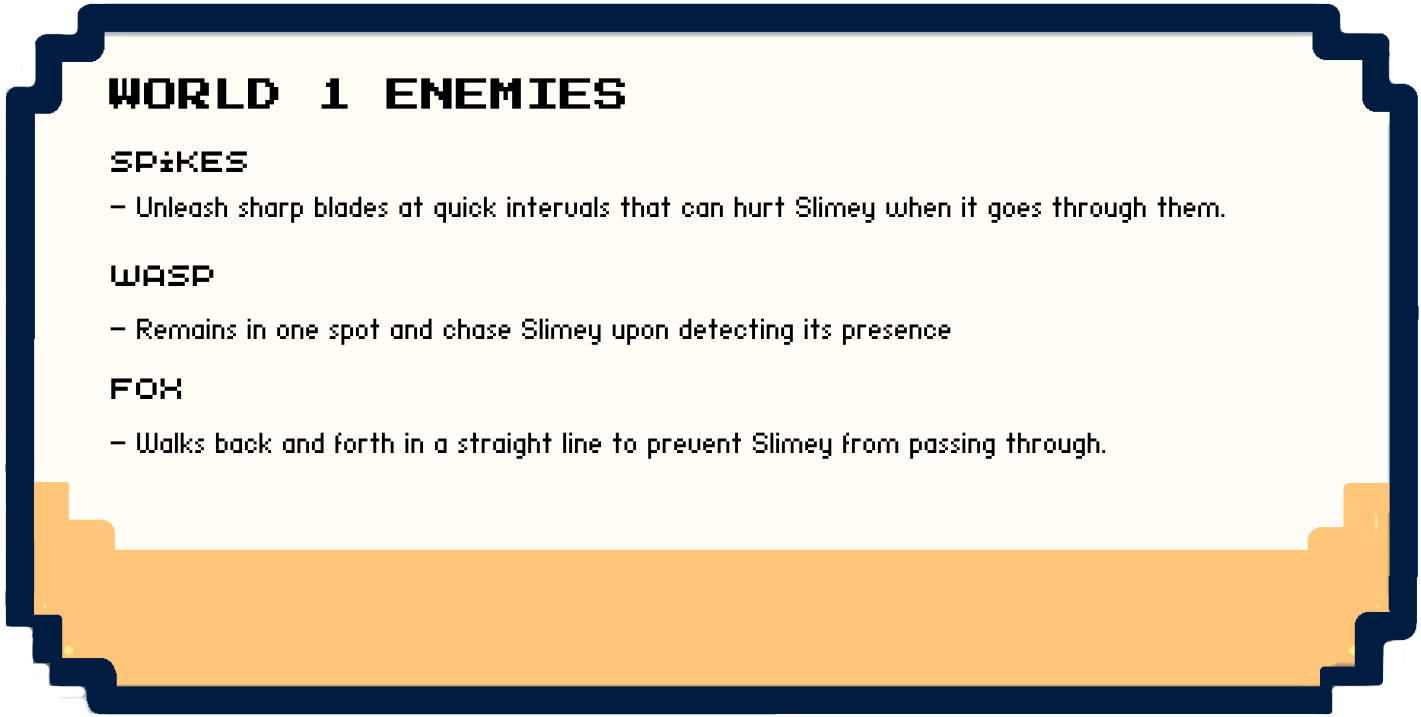 WORLD 1 ENEMIES
SPiKES
- Unleash sharp blades at quick intervals that can hurt Slimey when it goes through them.
WASP
- Remains in one spot and chase Slimey upon detecting its presence
FOX
- Walks back and forth in a straight line to prevent Slimey from passing through.